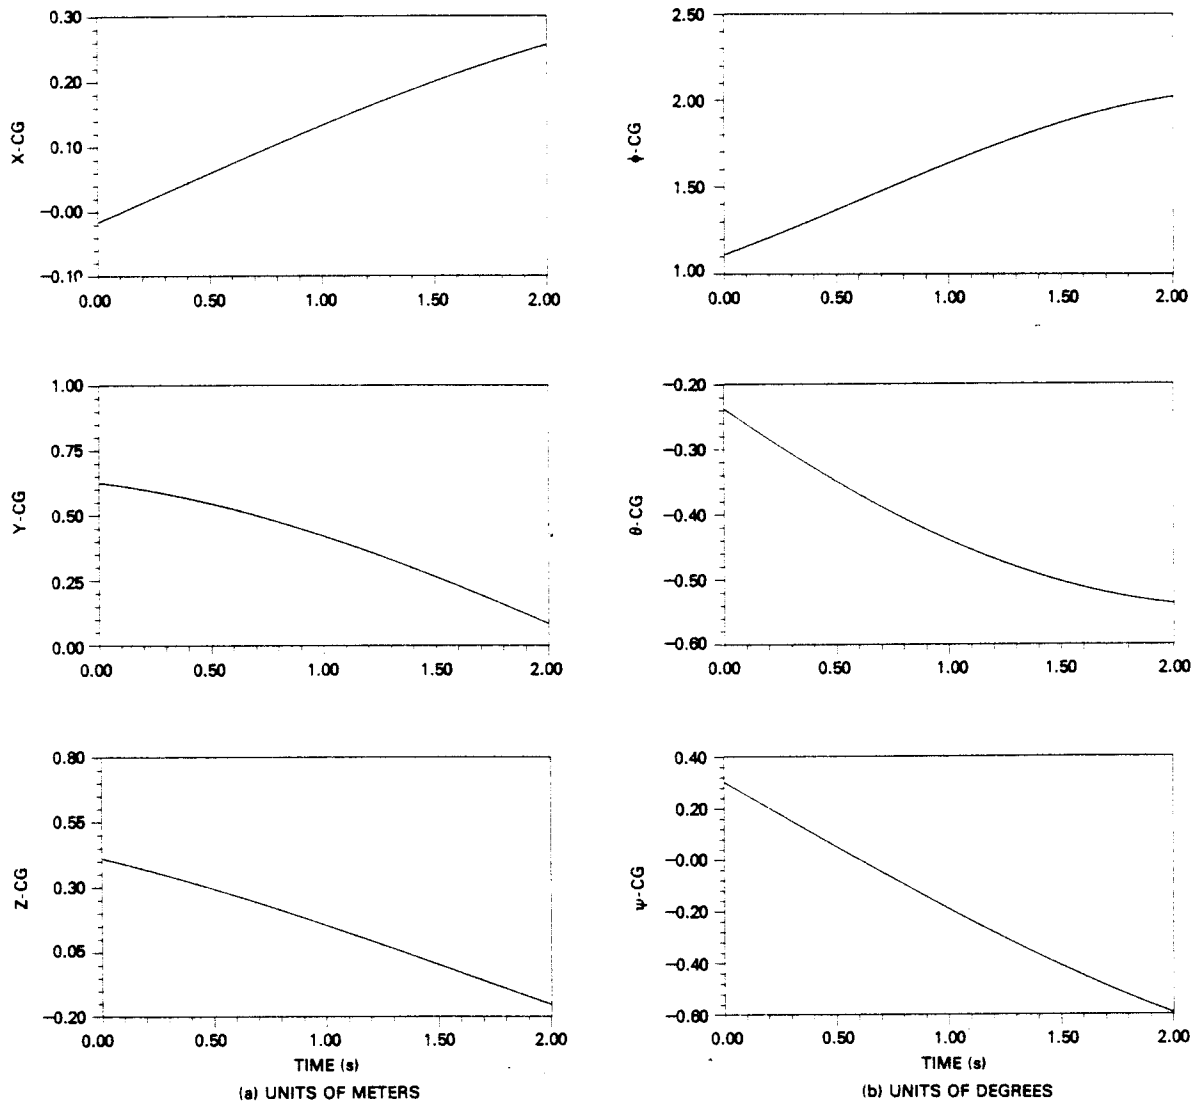 0.30
0.20
0.10
−0.00
−0.10
X-CG
0.00 0.50 1.00 1.50 2.00
2.50
2.00
1.50
1.00
ϕ-CG
0.00 0.50 1.00 1.50 2.00
1.00
0.75
0.50
0.25
0.00
Y-CG
0.00 0.50 1.00 1.50 2.00
−0.20
−0.30
−0.40
−0.50
−0.60
θ-CG
0.00 0.50 1.00 1.50 2.00
0.80
0.55
0.30
0.05
−0.20
Z-CG
0.00 0.50 1.00 1.50 2.00
TIME (s)
(a) UNITS OF METERS
0.40
0.20
−0.00
−0.20
−0.40
−0.60
ψ-CG
0.00 0.50 1.00 1.50 2.00
TIME (s)
(b) UNITS OF DEGREES